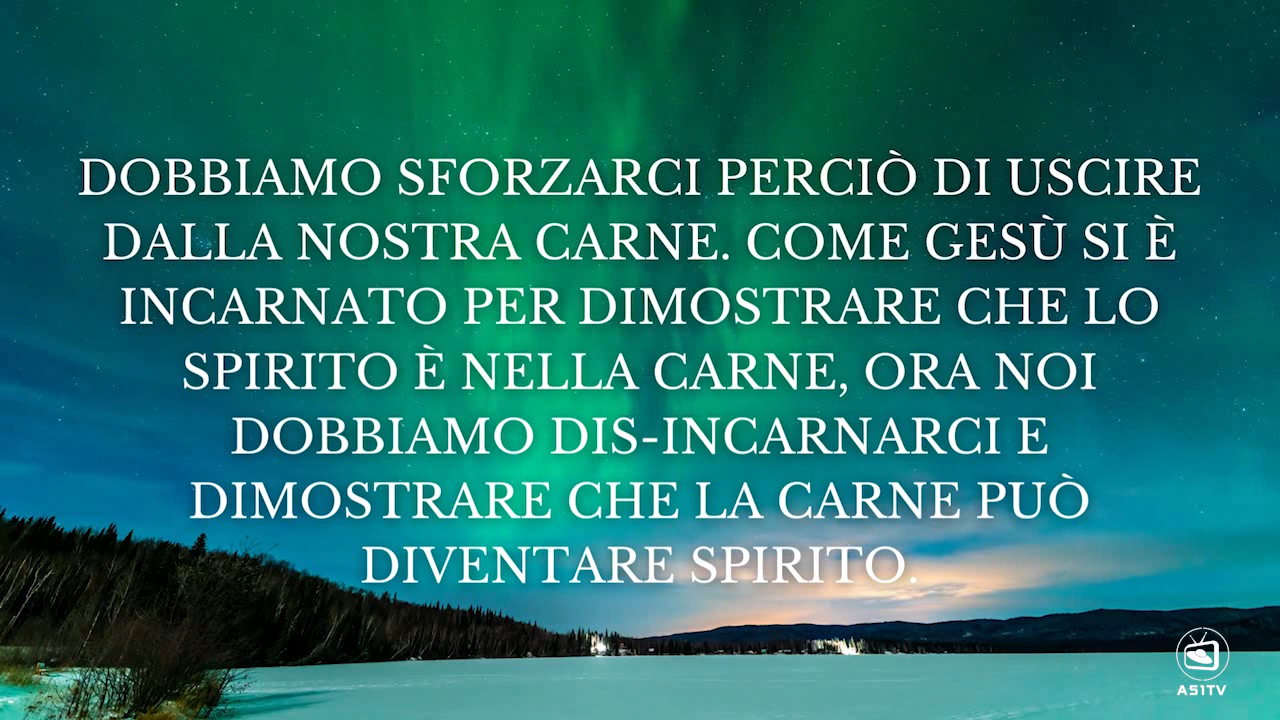 DOBBIAMO SFORZARCI PERCIÒ DI USCIRE
DALLA NOSTRA CARNE. COME GESÙ SI È
INCARNATO PER DIMOSTRARE CHE LO
SPIRITO È NELLA CARNE, ORA NOI
DOBBIAMO DIS-INCARNARCI E
DIMOSTRARE CHE LA CARNE PUÒ
DIVENTARE SPIRITO.
A51TV